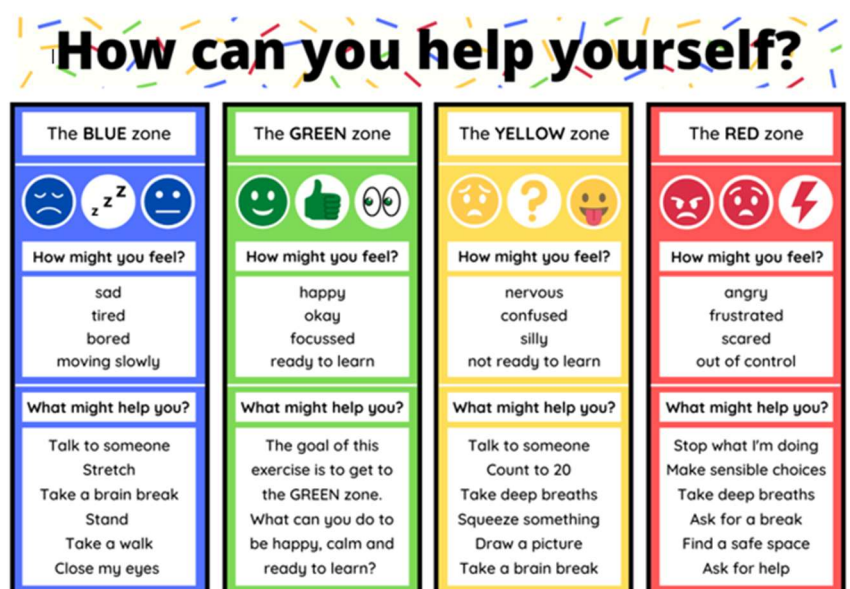 How can you help yourself?
The BLUE zone
z z Z
How might you feel?
sad
tired
bored
moving slowly
What might help you?
Talk to someone
Stretch
Take a brain break
Stand
Take a walk
Close my eyes
The GREEN zone
How might you feel?
happy
okay
focussed
ready to learn
What might help you?
The goal of this
exercise is to get to
the GREEN zone.
What can you do to
be happy, calm and
ready to learn?
The YELLOW zone
?
How might you feel?
nervous
confused
silly
not ready to learn
What might help you?
Talk to someone
Count to 20
Take deep breaths
Squeeze something
Draw a picture
Take a brain break
The RED zone
How might you feel?
angry
frustrated
scared
out of control
What might help you?
Stop what I'm doing
Make sensible choices
Take deep breaths
Ask for a break
Find a safe space
Ask for help